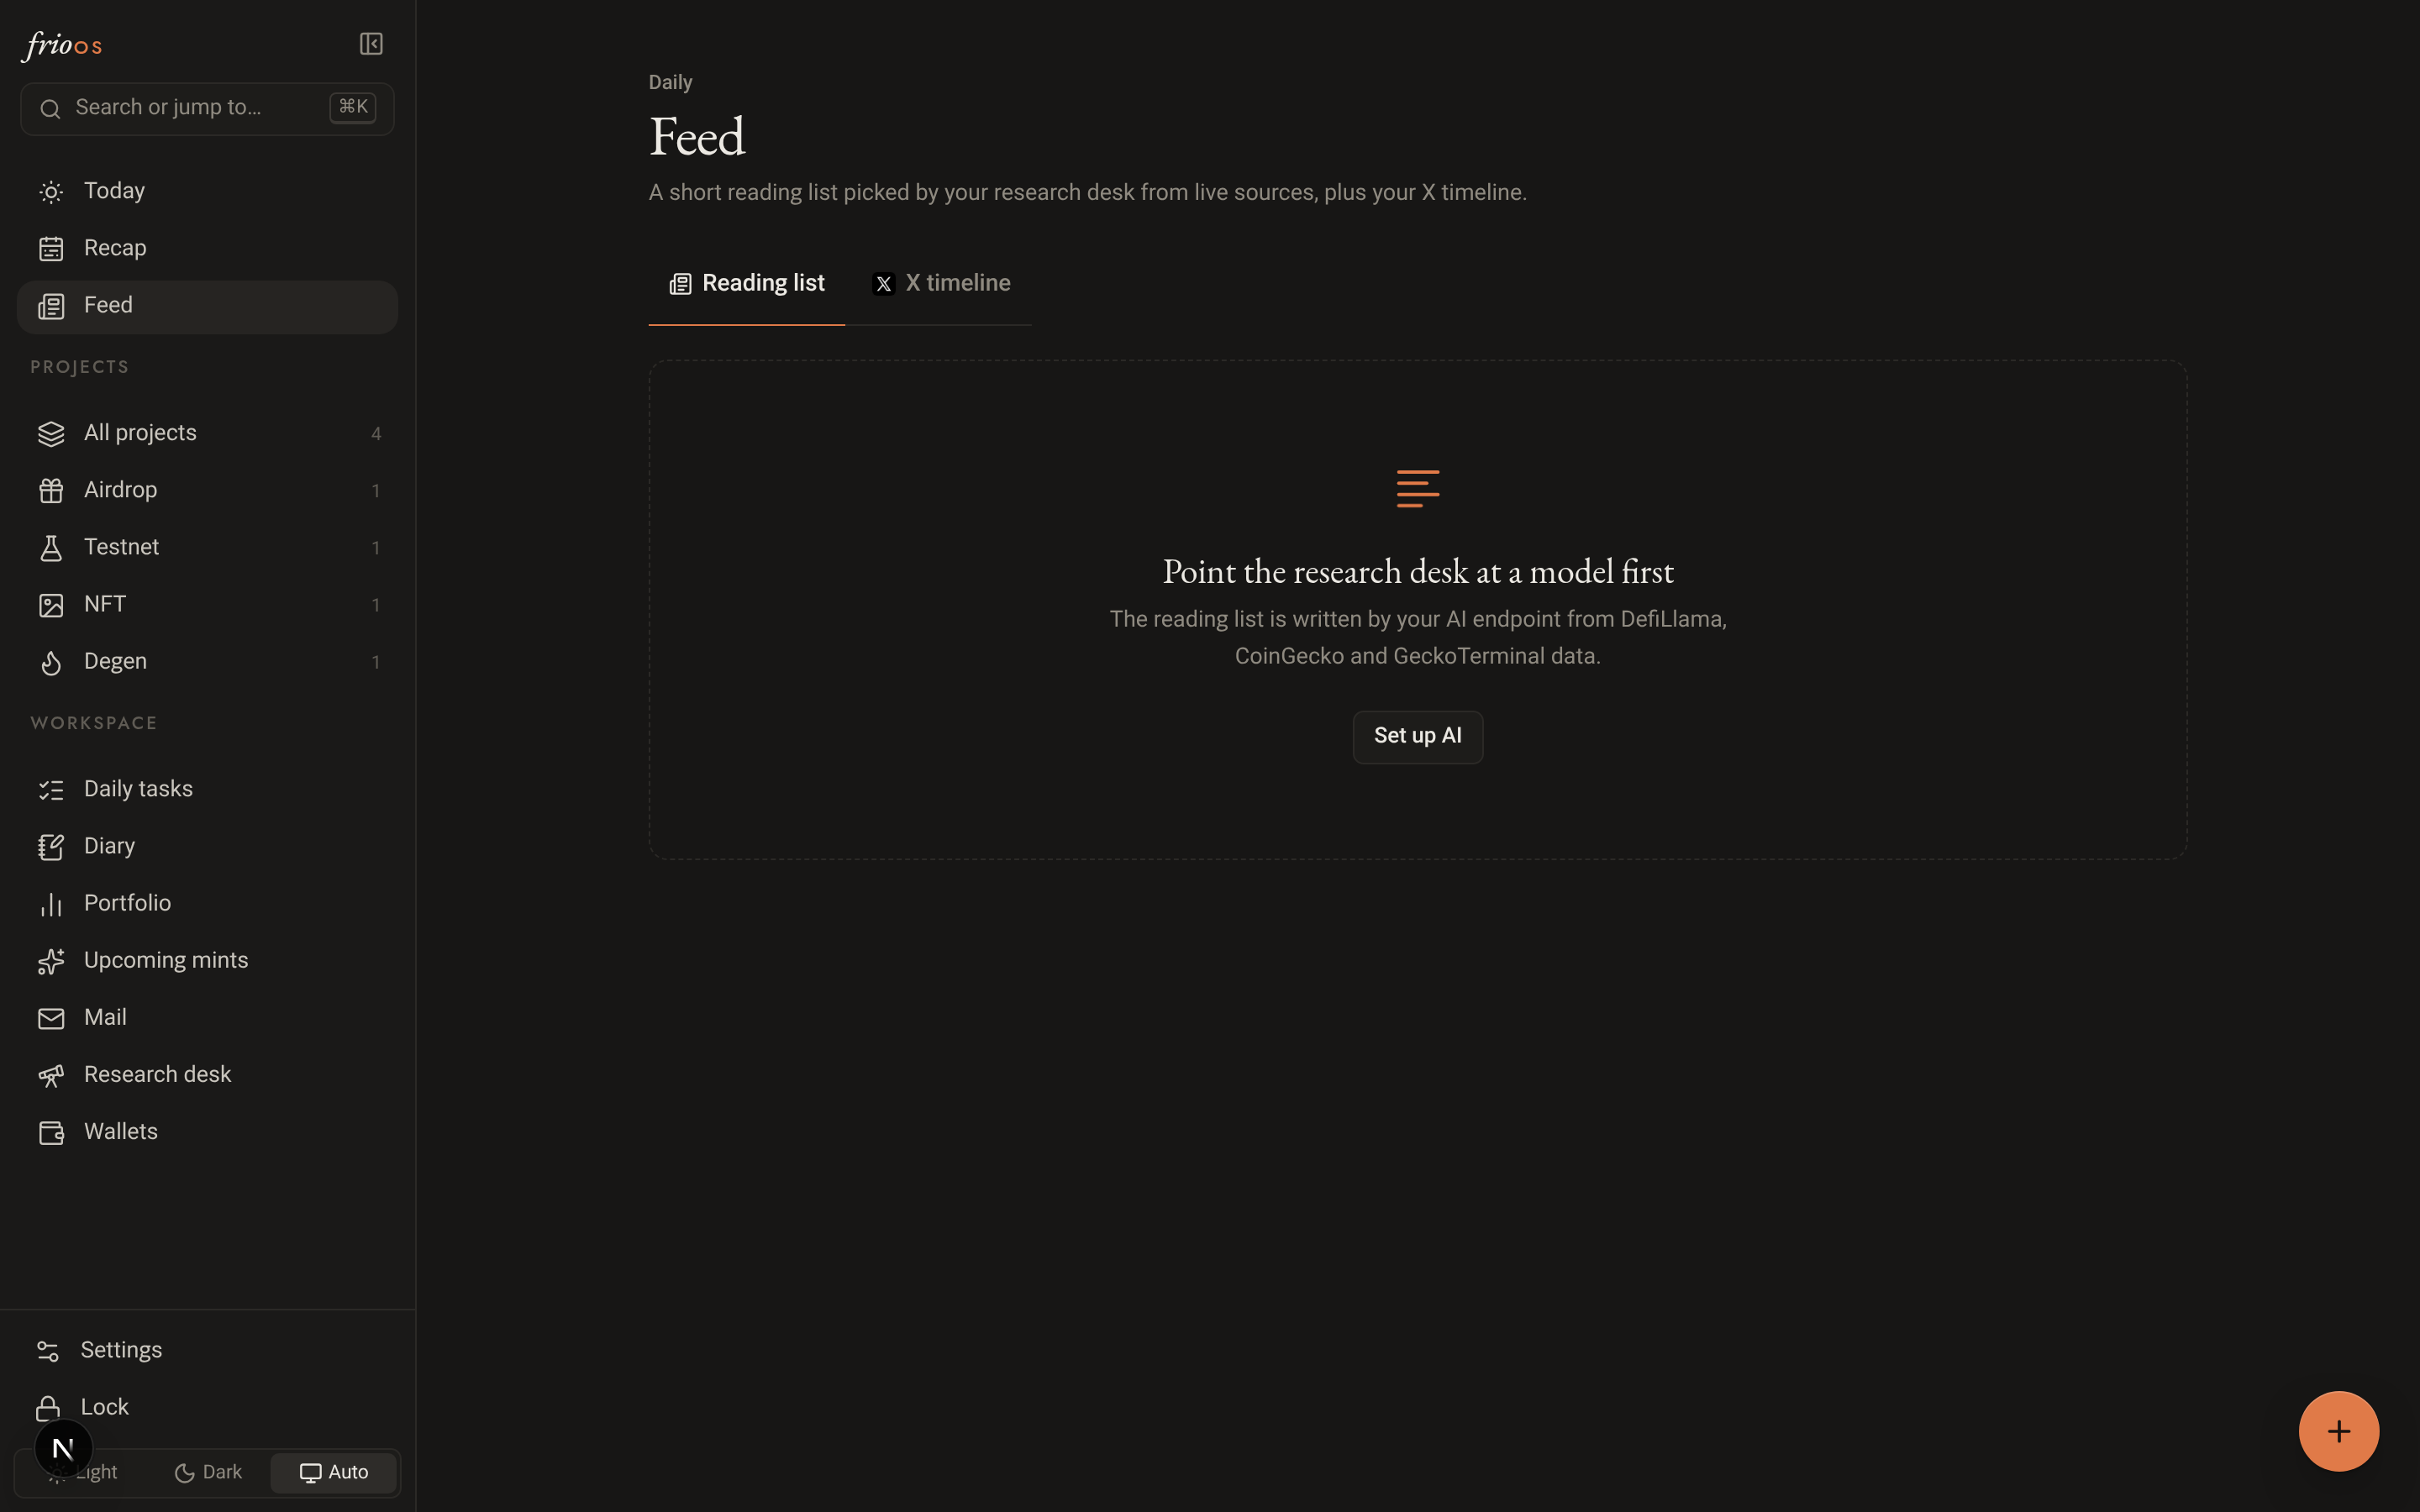 frioos
Search or jump to...
⌘K
Today
Recap
Feed
PROJECTS
All projects 4
Airdrop 1
Testnet 1
NFT 1
Degen 1
WORKSPACE
Daily tasks
Diary
Portfolio
Upcoming mints
Mail
Research desk
Wallets
Settings
Lock
N
Light
Dark
Auto
Daily
Feed
A short reading list picked by your research desk from live sources, plus your X timeline.
Reading list
X timeline
Point the research desk at a model first
The reading list is written by your AI endpoint from DefiLlama,
CoinGecko and GeckoTerminal data.
Set up AI